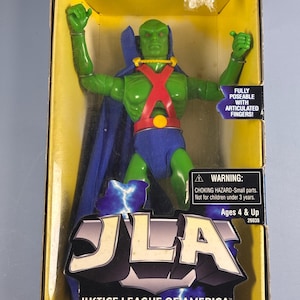 FULLY
POSEABLE
WITH
ARTICULATED
FINGERS!
WARNING:
CHOKING HAZARD-Small parts.
Not for children under 3 years.
Ages 4 & Up
JLA
JUSTICE LEAGUE OF AMERICA